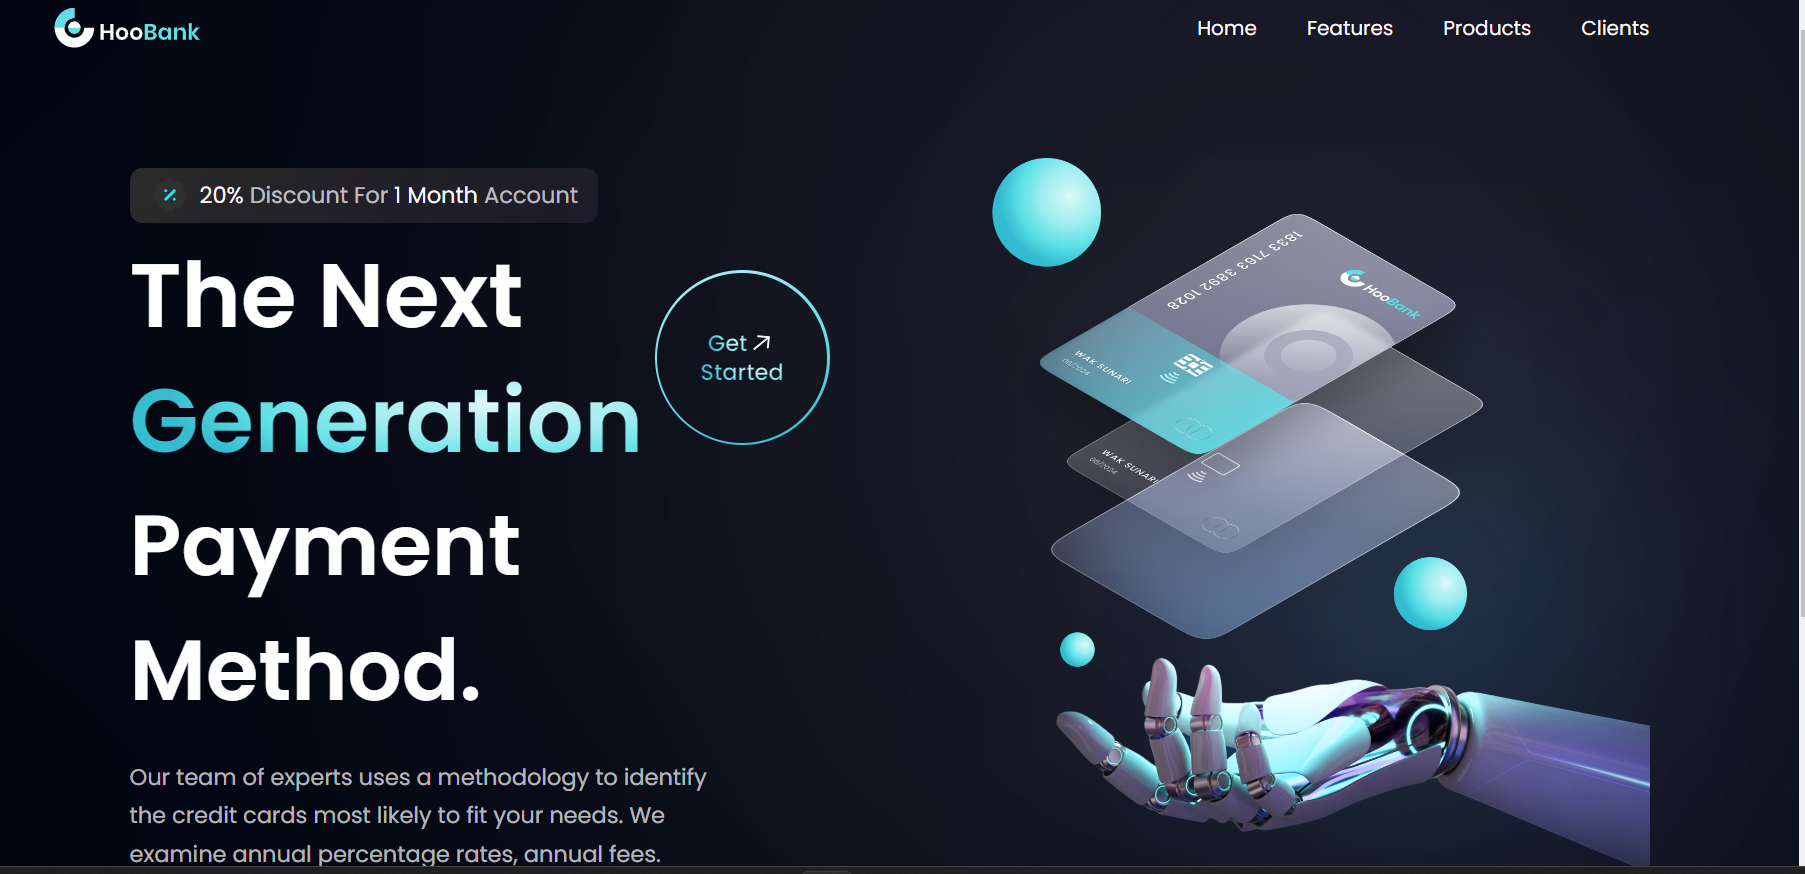 HooBank
Home Features Products Clients
20% Discount For 1 Month Account
The Next
Generation
Payment
Method.
Get
Started
Our team of experts uses a methodology to identify
the credit cards most likely to fit your needs. We
examine annual percentage rates, annual fees.
1833 7163 3892 1028
HooBank
WAK SUNARI
08/2024
WAK SUNARI
08/2024